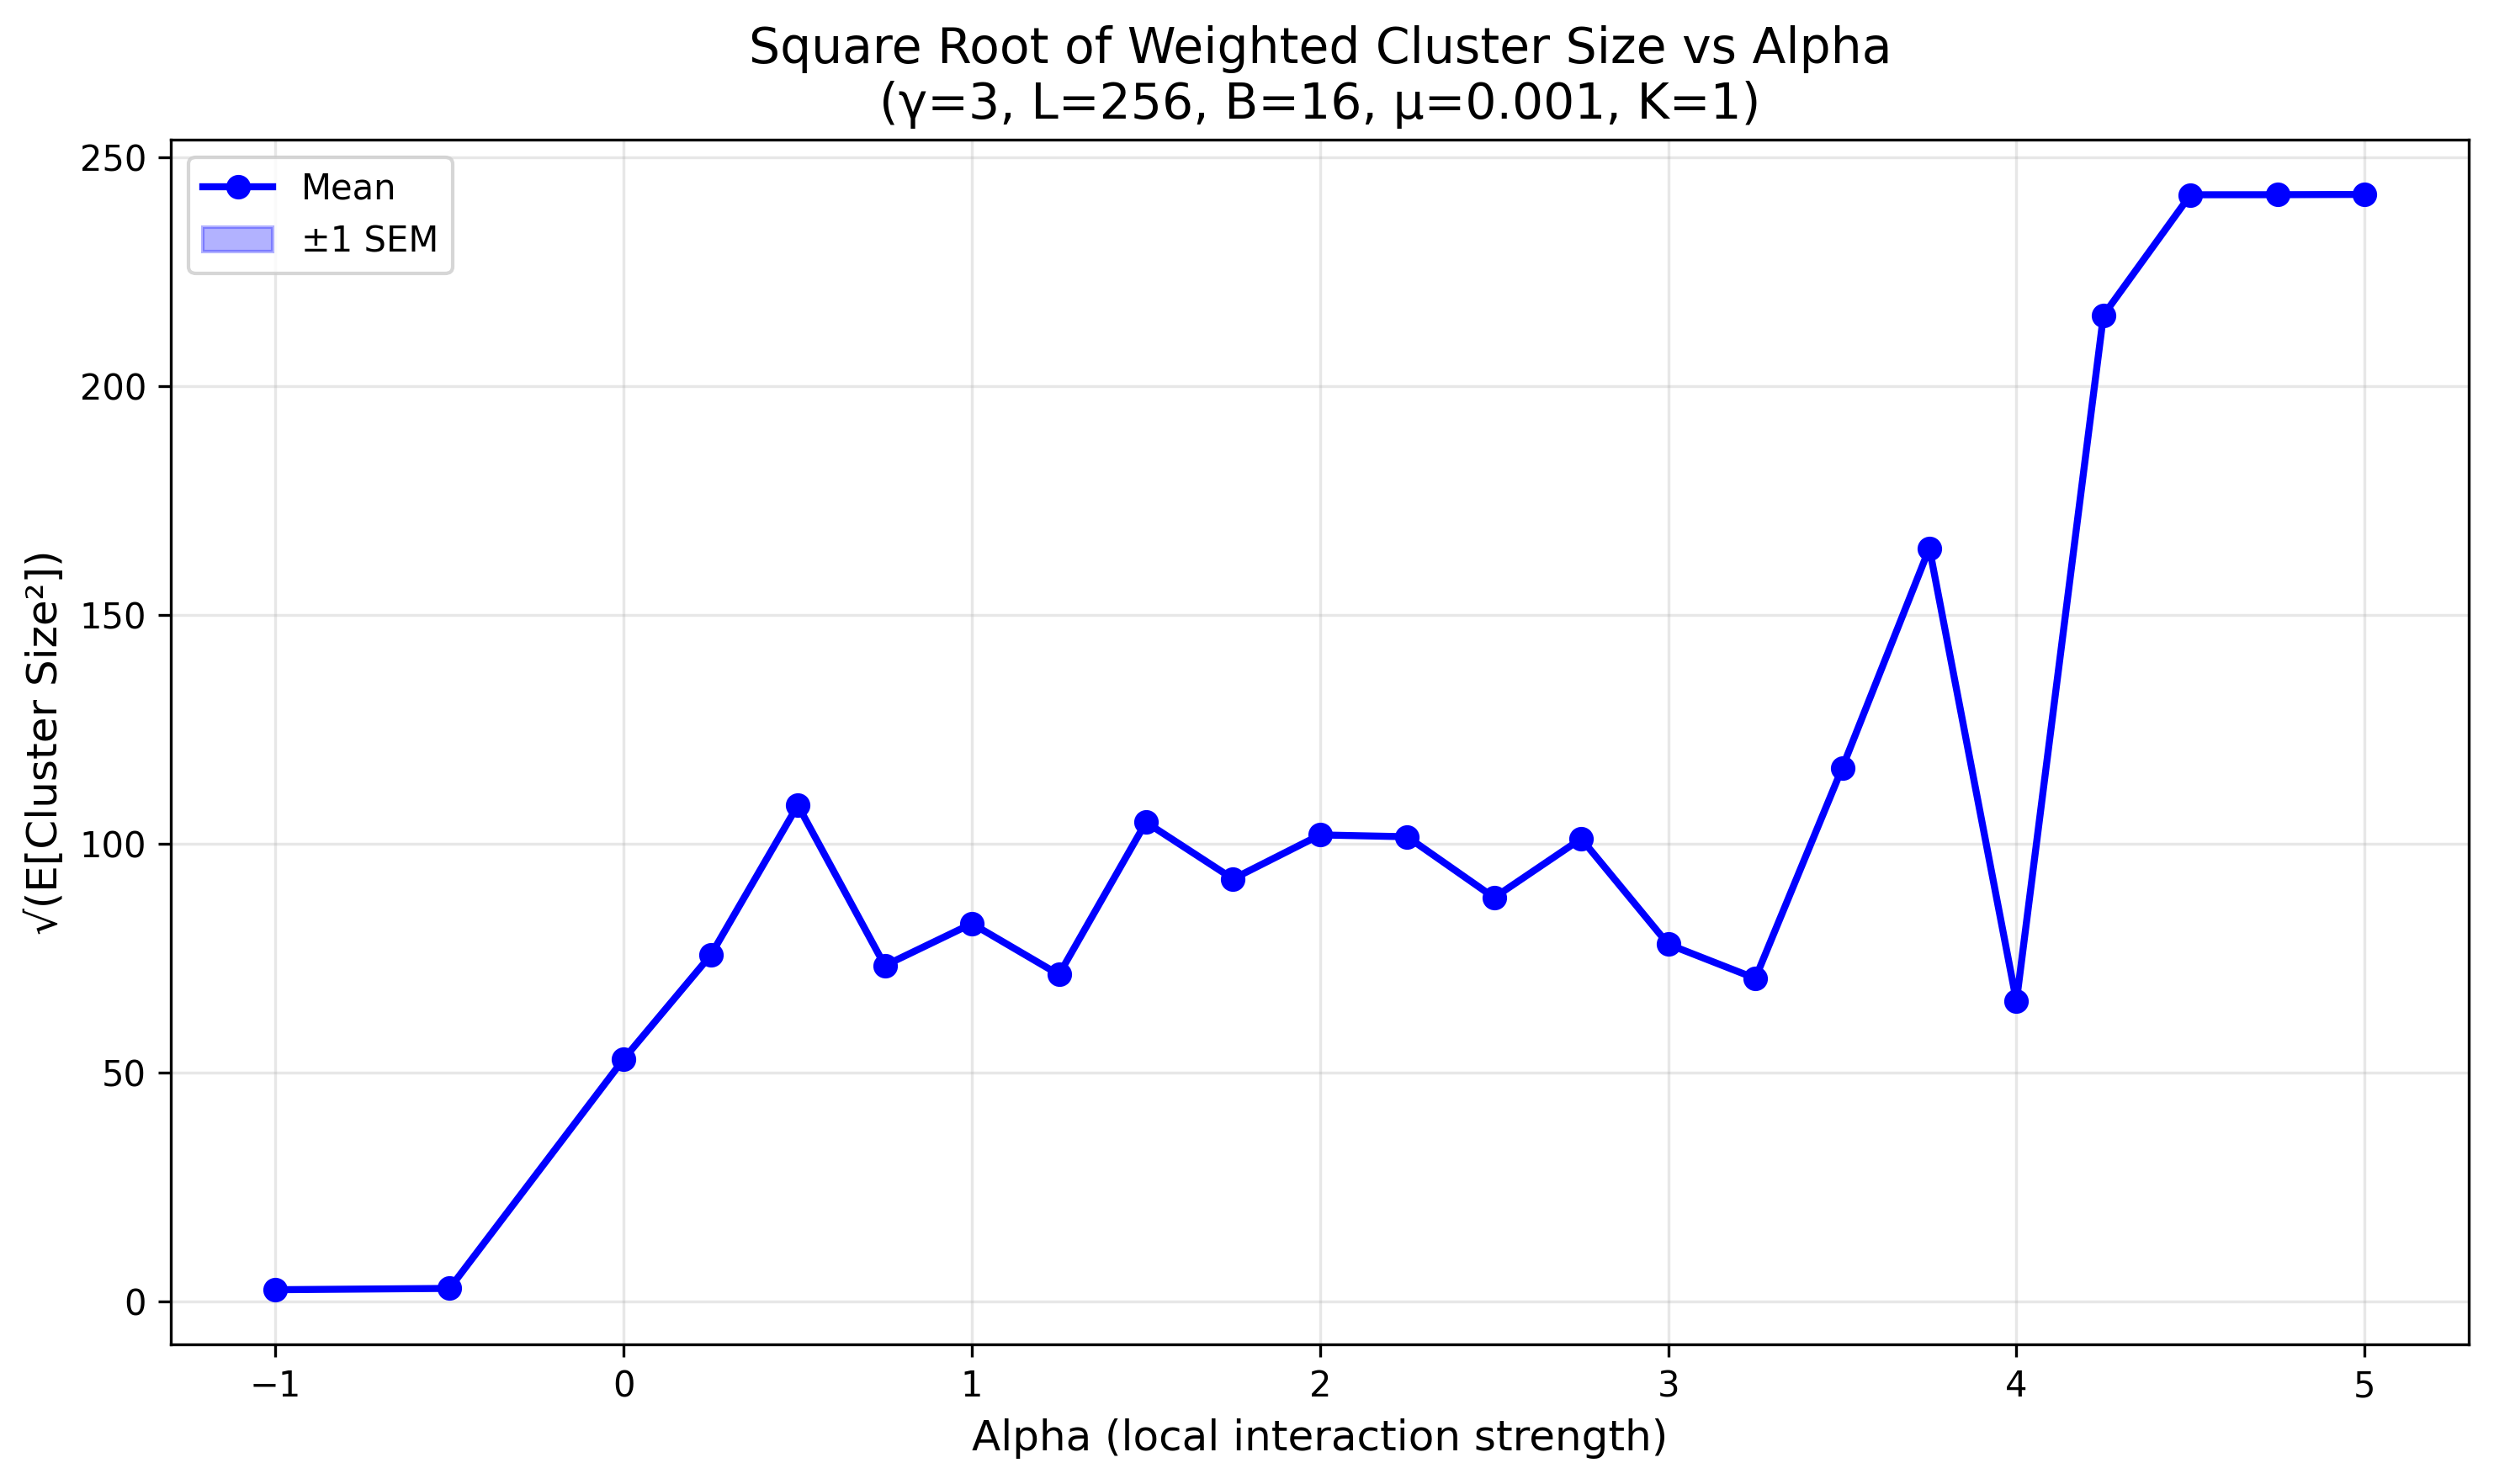 Square Root of Weighted Cluster Size vs Alpha
(γ=3, L=256, B=16, μ=0.001, K=1)
Mean
±1 SEM
250
200
150
100
50
0
√(E[Cluster Size²])
−1
0
1
2
3
4
5
Alpha (local interaction strength)